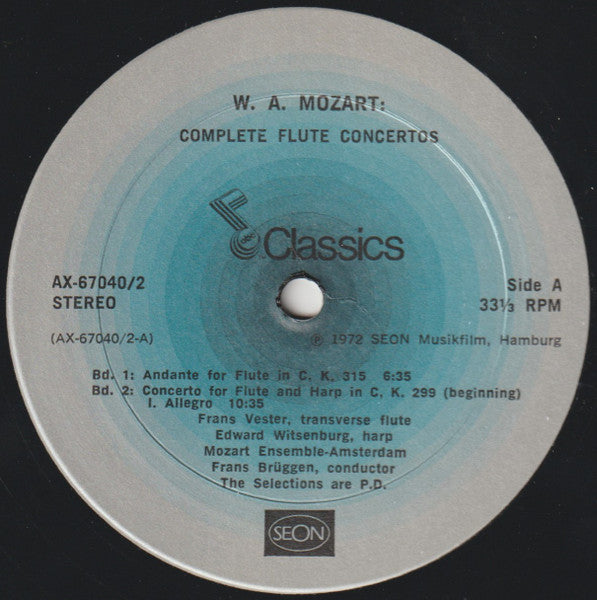 W. A. MOZART:
COMPLETE FLUTE CONCERTOS
abc Classics
AX-67040/2
STEREO
Side A
33⅓ RPM
(AX-67040/2-A)
℗ 1972 SEON Musikfilm, Hamburg
Bd. 1: Andante for Flute in C. K. 315 6:35
Bd. 2: Concerto for Flute and Harp in C. K. 299 (beginning)
I. Allegro 10:35
Frans Vester, transverse flute
Edward Witsenburg, harp
Mozart Ensemble-Amsterdam
Frans Brüggen, conductor
The Selections are P.D.
SEON